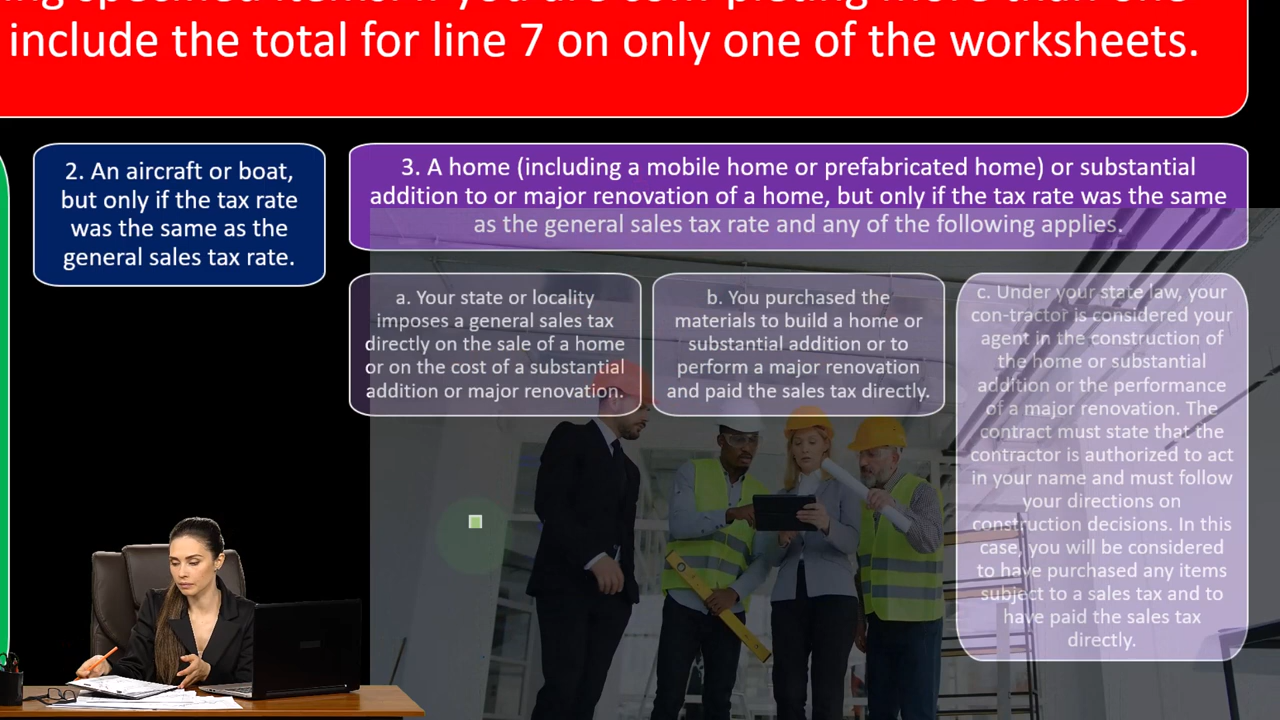 include the total for line 7 on only one of the worksheets.
2. An aircraft or boat,
but only if the tax rate
was the same as the
general sales tax rate.
3. A home (including a mobile home or prefabricated home) or substantial
addition to or major renovation of a home, but only if the tax rate was the same
as the general sales tax rate and any of the following applies.
a. Your state or locality
imposes a general sales tax
directly on the sale of a home
or on the cost of a substantial
addition or major renovation.
b. You purchased the
materials to build a home or
substantial addition or to
perform a major renovation
and paid the sales tax directly.
c. Under your state law, your
con-tractor is considered your
agent in the construction of
the home or substantial
addition or the performance
of a major renovation. The
contract must state that the
contractor is authorized to act
in your name and must follow
your directions on
construction decisions. In this
case, you will be considered
to have purchased any items
subject to a sales tax and to
have paid the sales tax
directly.